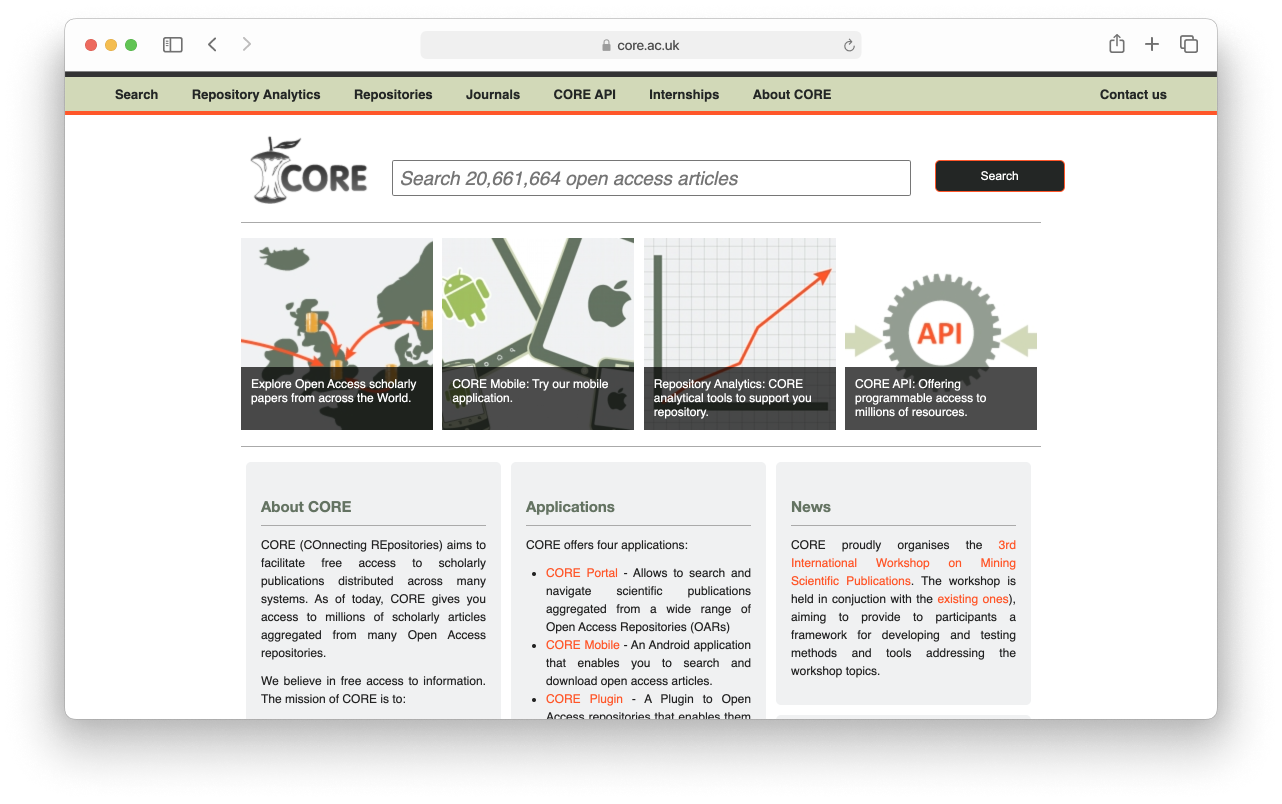 core.ac.uk
Search Repository Analytics Repositories Journals CORE API Internships About CORE Contact us
CORE
Search 20,661,664 open access articles
Search
Explore Open Access scholarly
papers from across the World.
CORE Mobile: Try our mobile
application.
Repository Analytics: CORE
analytical tools to support you
repository.
API
CORE API: Offering
programmable access to
millions of resources.
About CORE
CORE (COnnecting REpositories) aims to
facilitate free access to scholarly
publications distributed across many
systems. As of today, CORE gives you
access to millions of scholarly articles
aggregated from many Open Access
repositories.
We believe in free access to information.
The mission of CORE is to:
Applications
CORE offers four applications:
• CORE Portal - Allows to search and
navigate scientific publications
aggregated from a wide range of
Open Access Repositories (OARs)
• CORE Mobile - An Android application
that enables you to search and
download open access articles.
• CORE Plugin - A Plugin to Open
Access repositories that enables them
News
CORE proudly organises the 3rd
International Workshop on Mining
Scientific Publications. The workshop is
held in conjuction with the existing ones),
aiming to provide to participants a
framework for developing and testing
methods and tools addressing the
workshop topics.